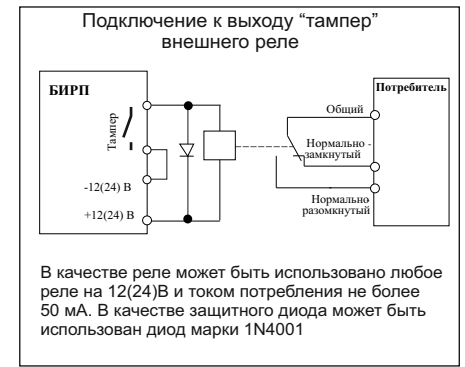 Подключение к выходу “тампер”
внешнего реле
БИРП
Тампер
-12(24) В
+12(24) В
Потребитель
Общий
Нормально -
замкнутый
Нормально
разомкнутый
В качестве реле может быть использовано любое
реле на 12(24)В и током потребления не более
50 мА. В качестве защитного диода может быть
использован диод марки 1N4001